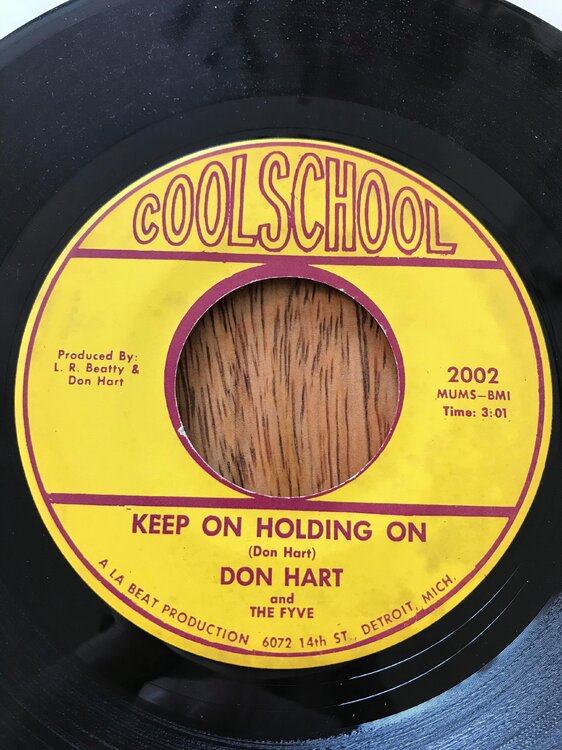 COOLSCHOOL
Produced By:
L. R. Beatty &
Don Hart
2002
MUMS-BMI
Time: 3:01
KEEP ON HOLDING ON
(Don Hart)
DON HART
and
THE FYVE
A LA BEAT PRODUCTION 6072 14th ST., DETROIT, MICH.